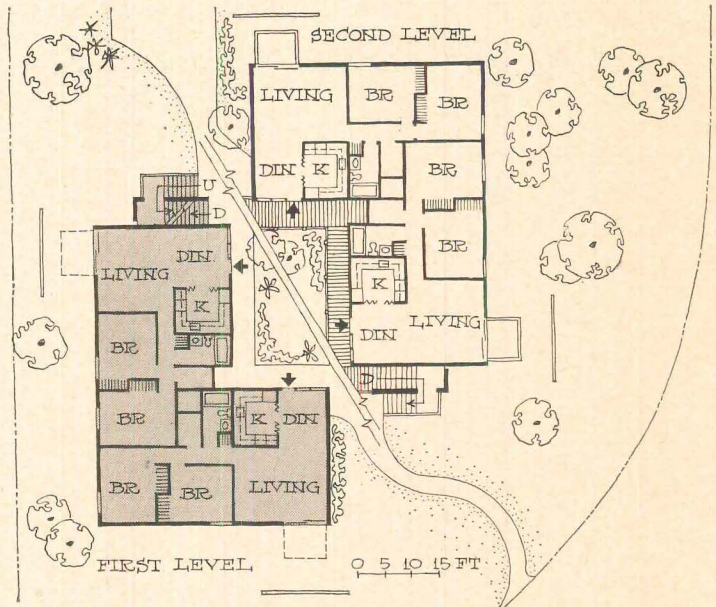 SECOND LEVEL
LIVING
BR
BR
DIN
K
BR
U
D
BR
K
DIN
LIVING
D
LIVING
DIN
K
BR
BR
K
DIN
BR
BR
LIVING
FIRST LEVEL
0 5 10 15 FT